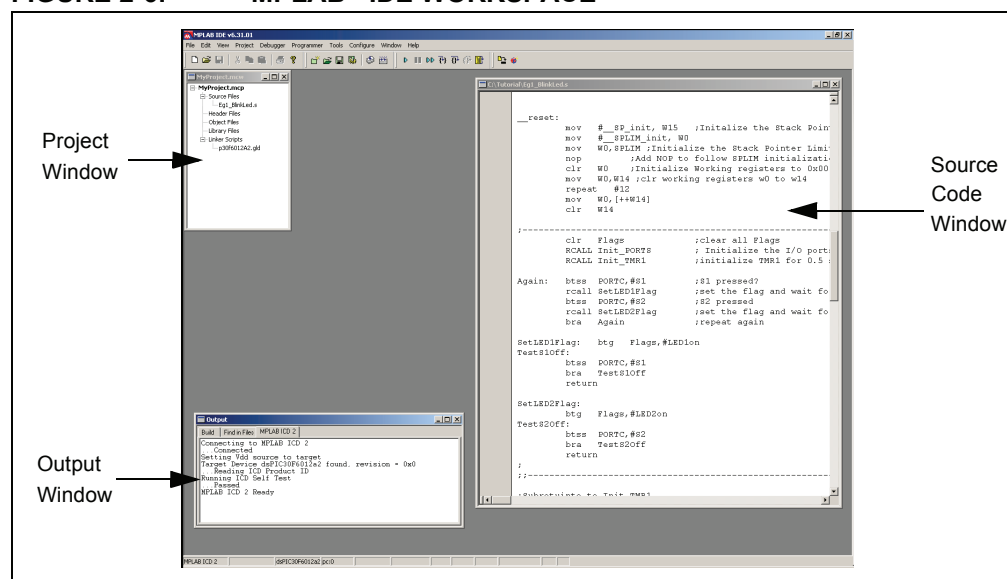 MPLAB IDE v6.31.01
File Edit View Project Debugger Programmer Tools Configure Window Help
MyProject.mcw
MyProject.mcp
Source Files
Eg1_BlinkLed.s
Header Files
Object Files
Library Files
Linker Scripts
p30F6012A2.gld
Project
Window
C:\Tutorial\Eg1_BlinkLed.s
__reset:
mov #__SP_init, W15 ;Initalize the Stack Poin
mov #__SPLIM_init, W0
mov W0,SPLIM ;Initialize the Stack Pointer Limi
nop ;Add NOP to follow SPLIM initializati
clr W0 ;Initialize Working registers to 0x00
mov W0,W14 ;clr working registers w0 to w14
repeat #12
mov W0,[++W14]
clr W14
;--------------------------------------------------
clr Flags ;clear all Flags
RCALL Init_PORTS ; Initialize the I/O port
RCALL Init_TMR1 ;initialize TMR1 for 0.5 s
Again: btss PORTC,#S1 ;S1 pressed?
rcall SetLED1Flag ;set the flag and wait fo
btss PORTC,#S2 ;S2 pressed
rcall SetLED2Flag ;set the flag and wait fo
bra Again ;repeat again
SetLED1Flag: btg Flags,#LED1on
TestS1Off:
btss PORTC,#S1
bra TestS1Off
return
SetLED2Flag:
btg Flags,#LED2on
TestS2Off:
btss PORTC,#S2
bra TestS2Off
return
;
;;--------------------------------------------------
Source
Code
Window
Output
Build Find in Files MPLAB ICD 2
Connecting to MPLAB ICD 2
...Connected
Setting Vdd source to target
Target Device dsPIC30F6012a2 found, revision = 0x0
...Reading ICD Product ID
Running ICD Self Test
...Passed
MPLAB ICD 2 Ready
Output
Window
MPLAB ICD 2 dsPIC30F6012a2 pc:0